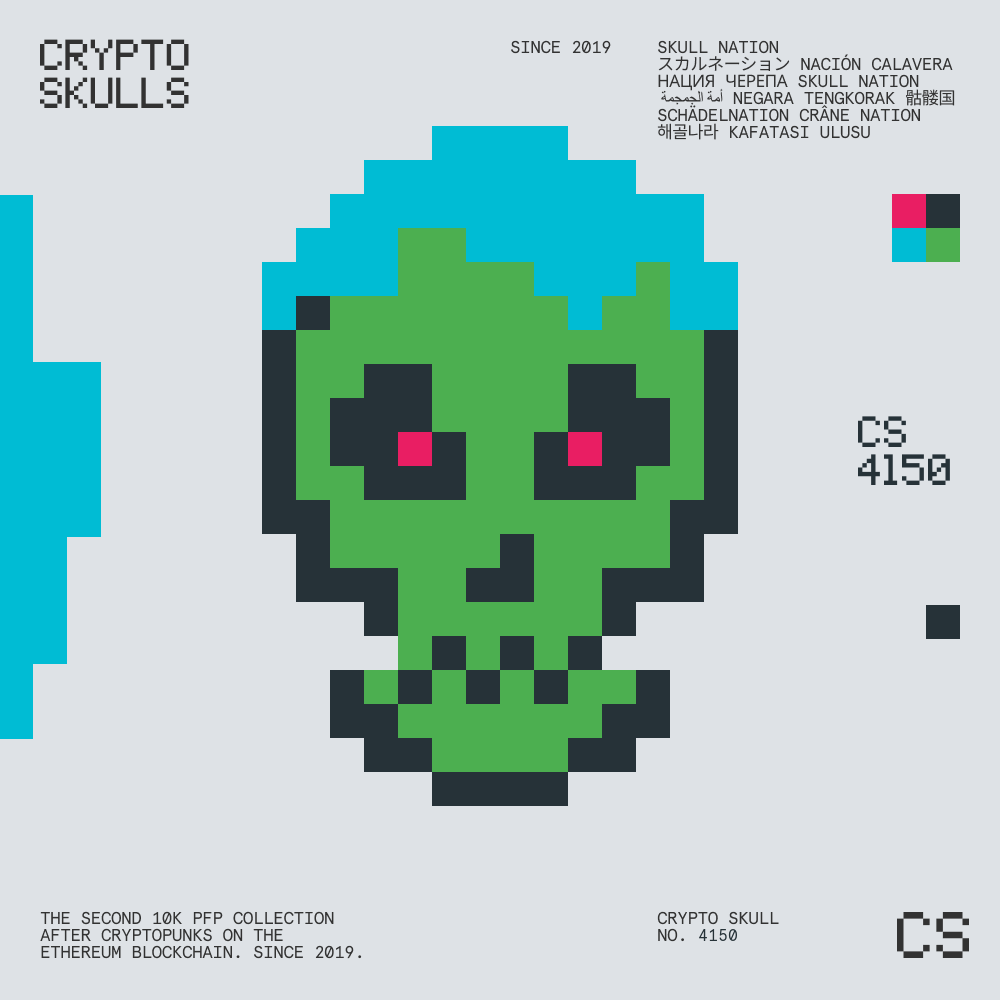 CRYPTO
SKULLS
SINCE 2019
SKULL NATION
スカルネーション NACIÓN CALAVERA
НАЦИЯ ЧЕРЕПА SKULL NATION
أمة الجمجمة NEGARA TENGKORAK 骷髅国
SCHÄDELNATION CRÂNE NATION
해골나라 KAFATASI ULUSU
CS
4150
THE SECOND 10K PFP COLLECTION
AFTER CRYPTOPUNKS ON THE
ETHEREUM BLOCKCHAIN. SINCE 2019.
CRYPTO SKULL
NO. 4150
CS